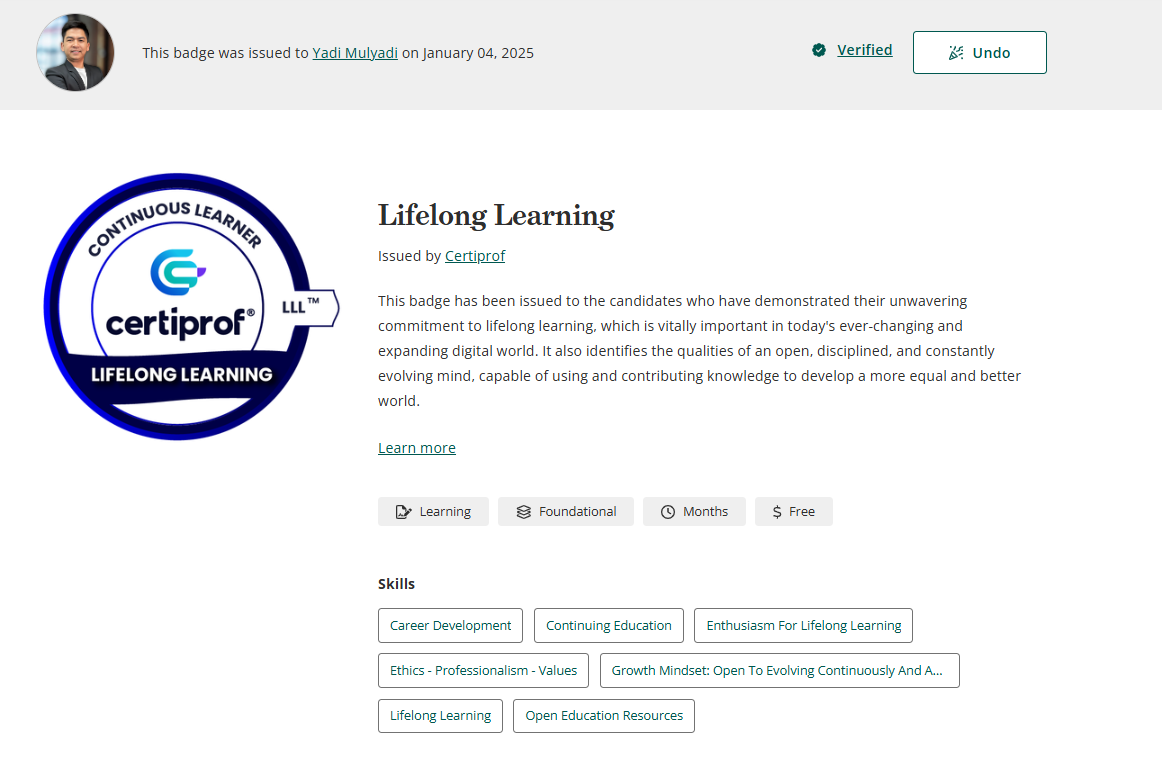 This badge was issued to Yadi Mulyadi on January 04, 2025
Verified
Undo
CONTINUOUS LEARNER
certiprof®
LLL™
LIFELONG LEARNING
Lifelong Learning
Issued by Certiprof
This badge has been issued to the candidates who have demonstrated their unwavering
commitment to lifelong learning, which is vitally important in today's ever-changing and
expanding digital world. It also identifies the qualities of an open, disciplined, and constantly
evolving mind, capable of using and contributing knowledge to develop a more equal and better
world.
Learn more
Learning
Foundational
Months
$ Free
Skills
Career Development
Continuing Education
Enthusiasm For Lifelong Learning
Ethics - Professionalism - Values
Growth Mindset: Open To Evolving Continuously And A...
Lifelong Learning
Open Education Resources